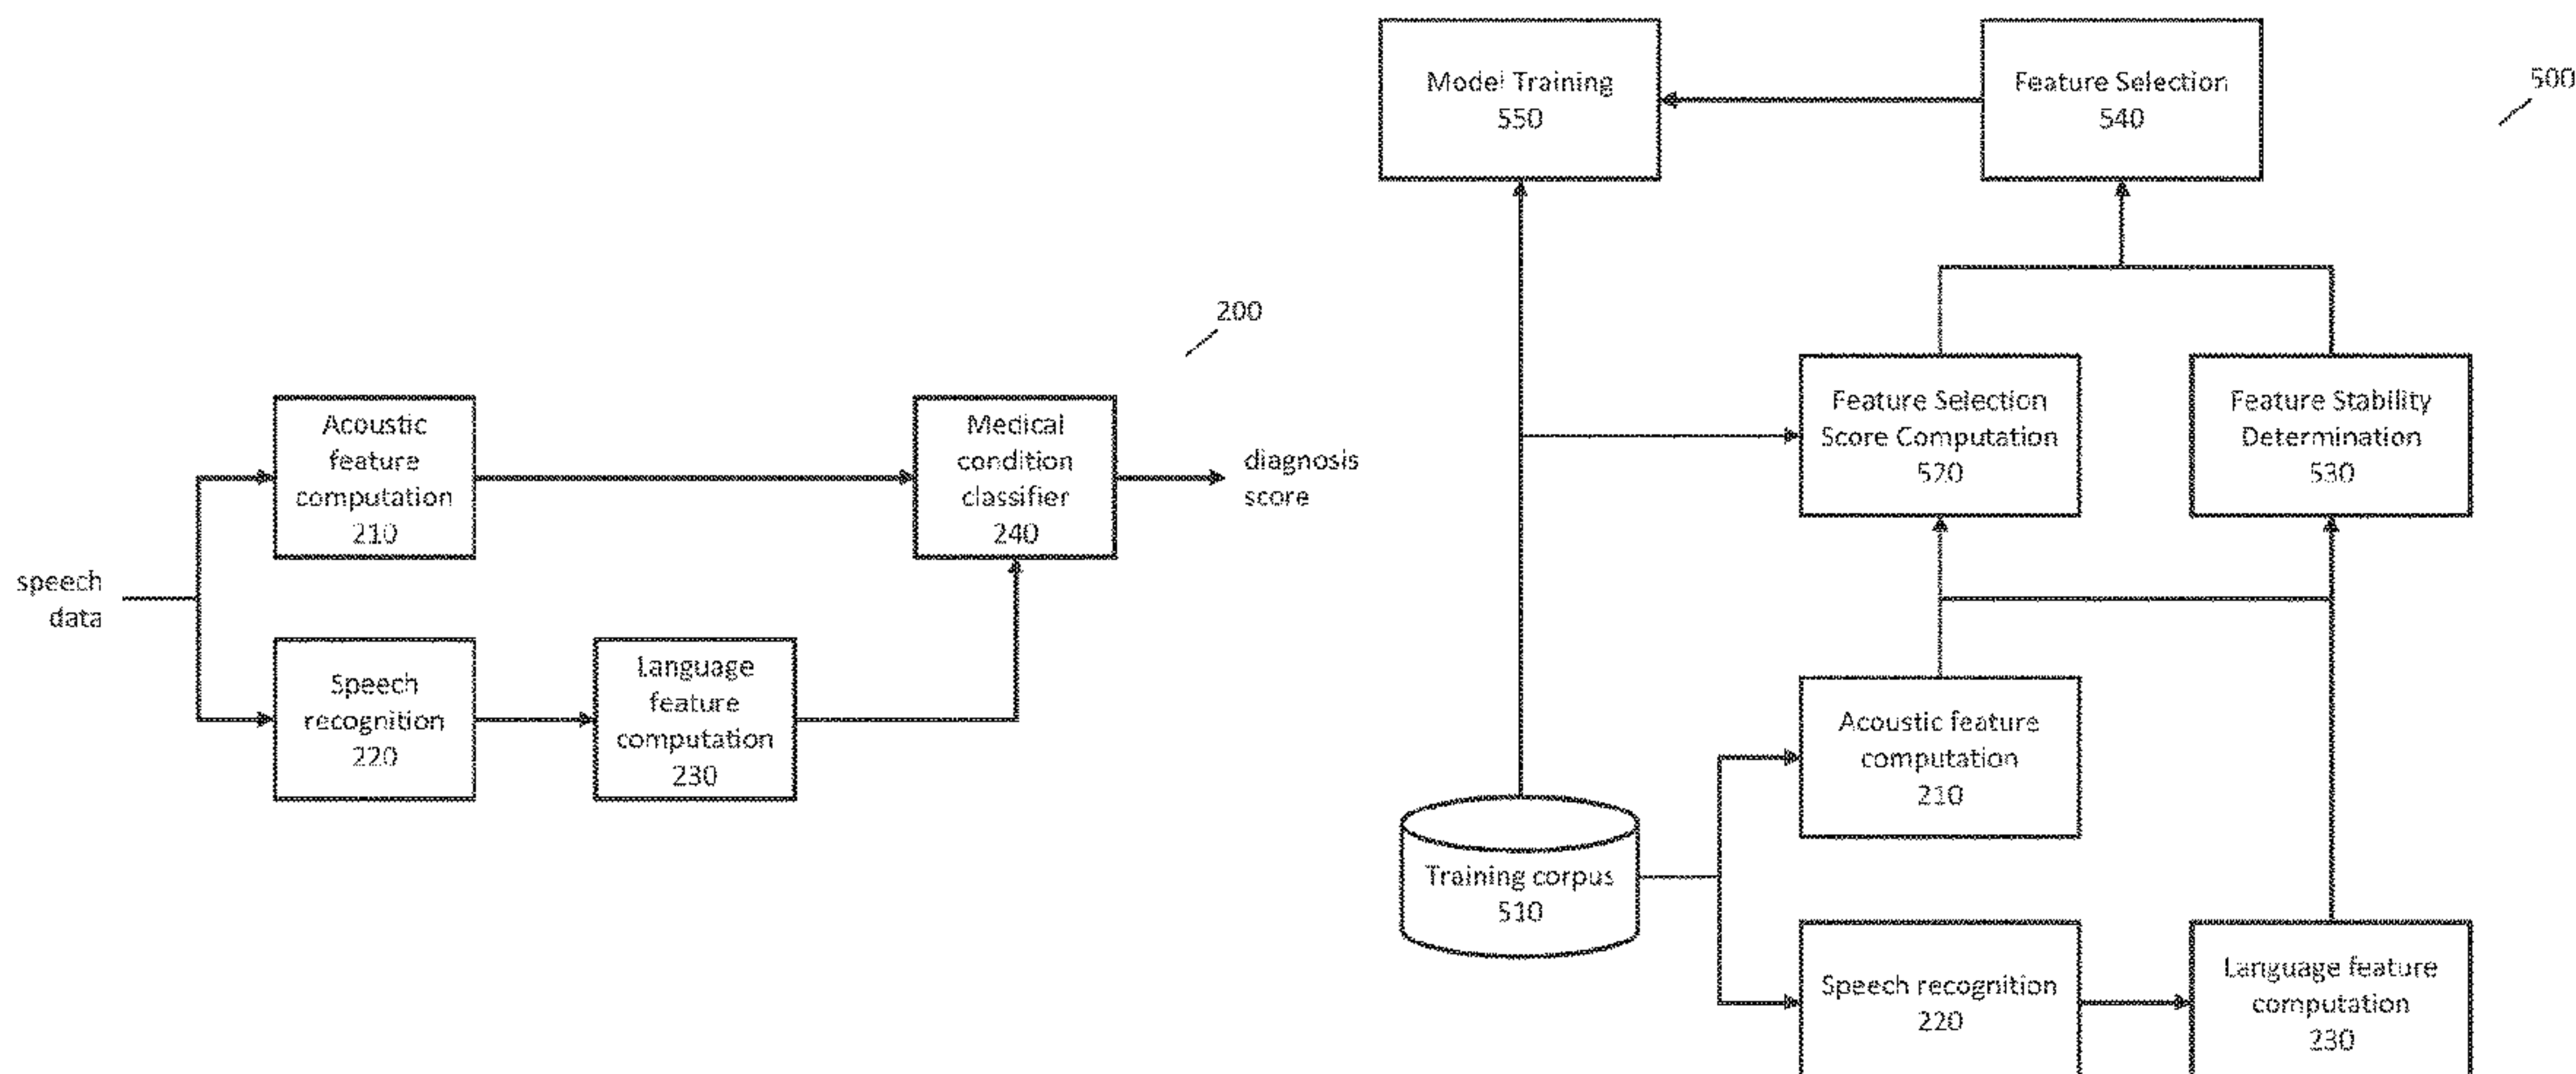 200
Acoustic
feature
computation
210
Medical
condition
classifier
240
diagnosis
score
speech
data
Speech
recognition
220
Language
feature
computation
230
500
Model Training
550
Feature Selection
540
Feature Selection
Score Computation
520
Feature Stability
Determination
530
Acoustic feature
computation
210
Training corpus
510
Speech recognition
220
Language feature
computation
230